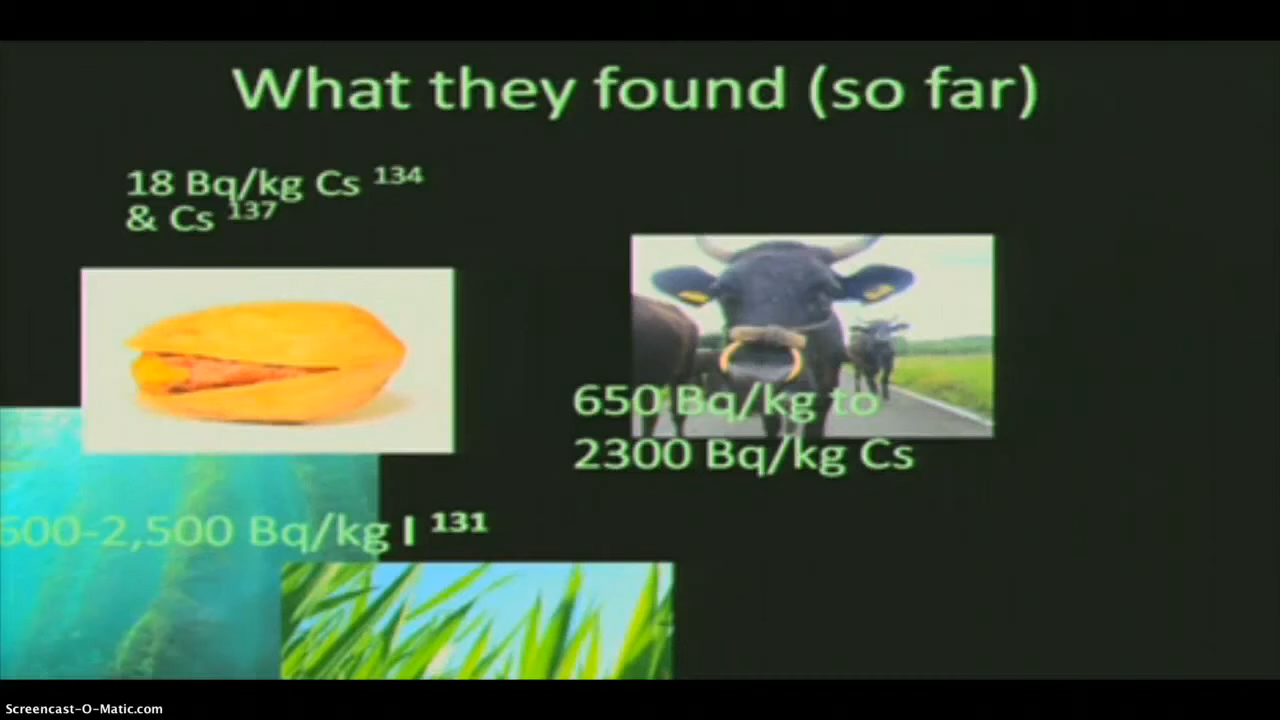 What they found (so far)
18 Bq/kg Cs 134
& Cs 137
650 Bq/kg to
2300 Bq/kg Cs
600-2,500 Bq/kg I 131
Screencast-O-Matic.com